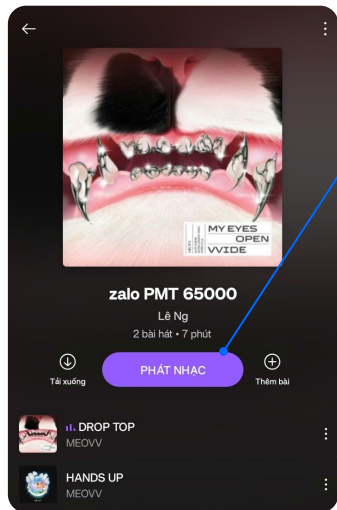 MY EYES
OPEN
VVIDE
zalo PMT 65000
Lê Ng
2 bài hát • 7 phút
Tải xuống
PHÁT NHẠC
Thêm bài
DROP TOP
MEOVV
HANDS UP
MEOVV